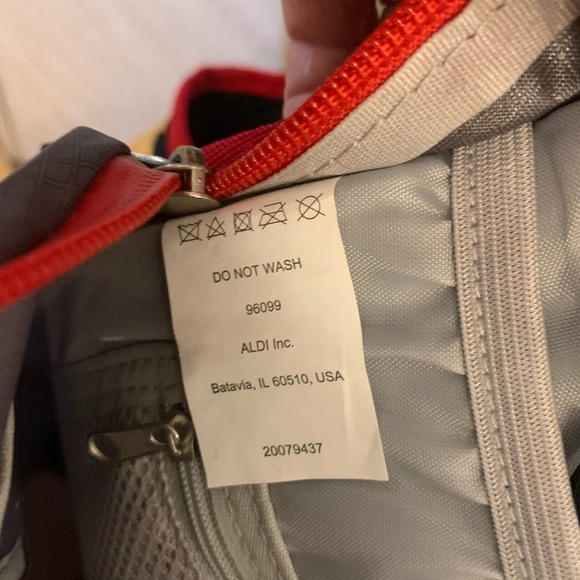 DO NOT WASH
96099
ALDI Inc.
Batavia, IL 60510, USA
20079437